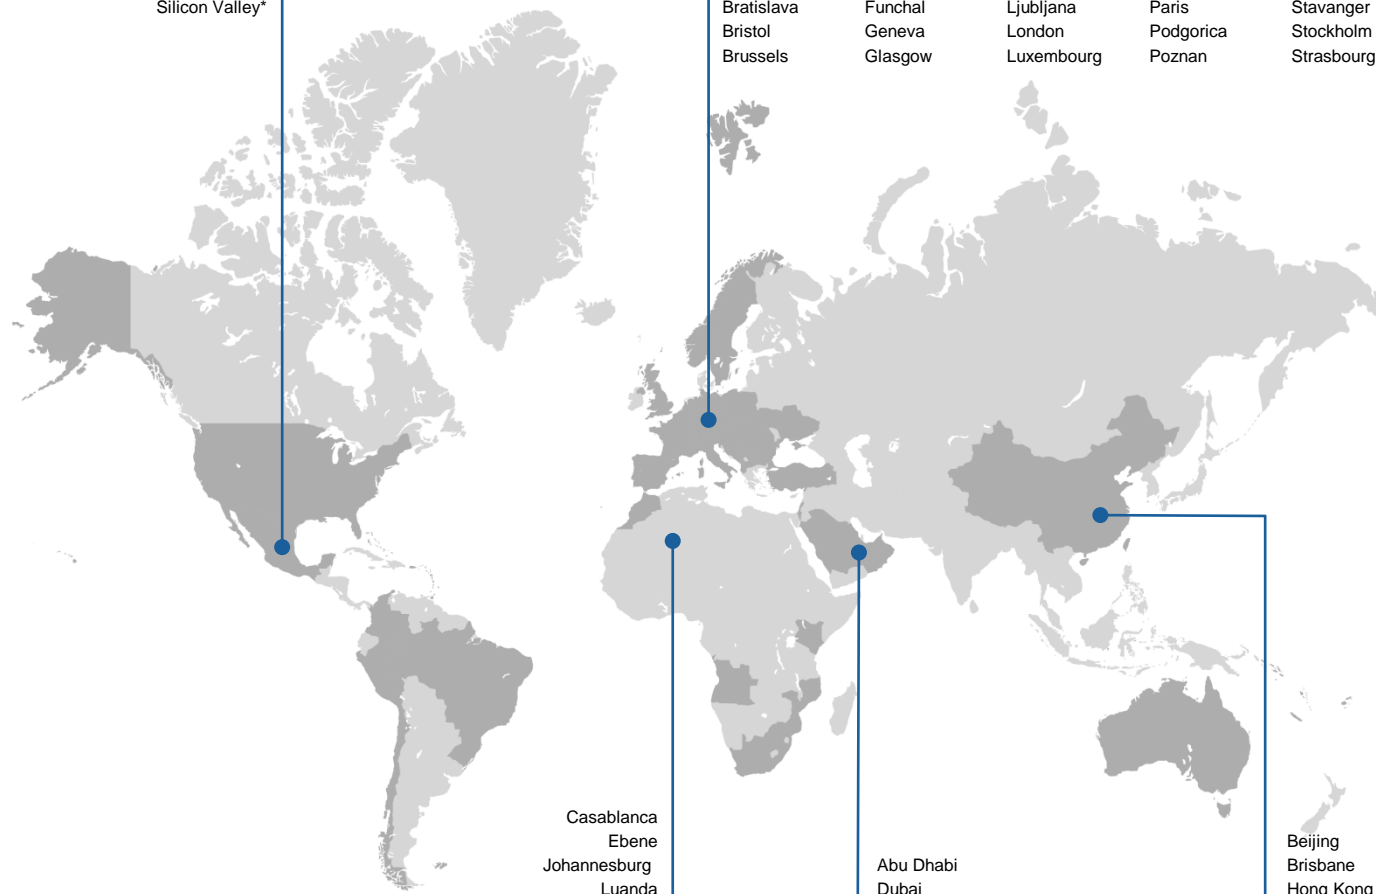 Silicon Valley*
Bratislava Funchal Ljubljana Paris Stavanger
Bristol Geneva London Podgorica Stockholm
Brussels Glasgow Luxembourg Poznan Strasbourg
Casablanca
Ebene
Johannesburg
Luanda
Abu Dhabi
Dubai
Beijing
Brisbane
Hong Kong